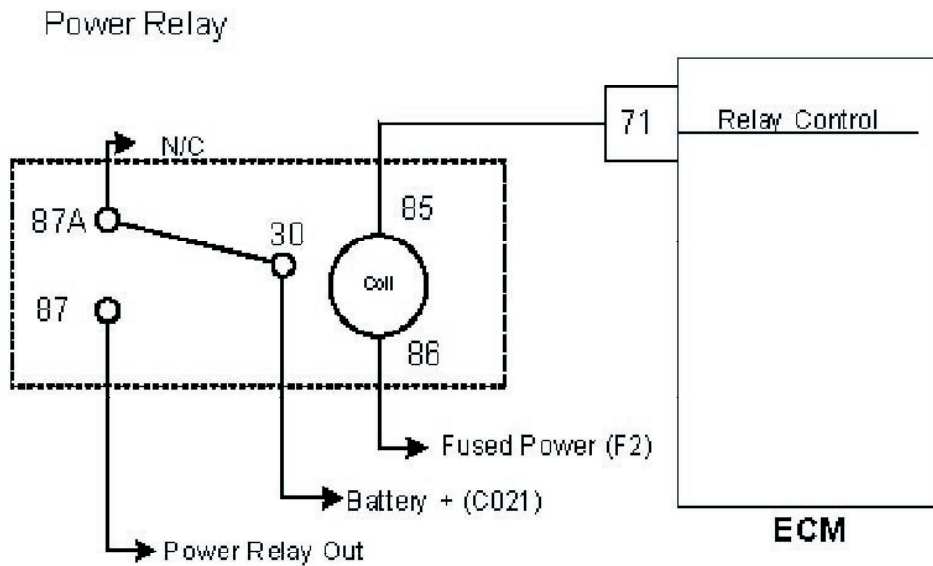 Power Relay
71
Relay Control
N/C
87A
30
85
Coil
87
86
Fused Power (F2)
Battery + (C021)
ECM
Power Relay Out